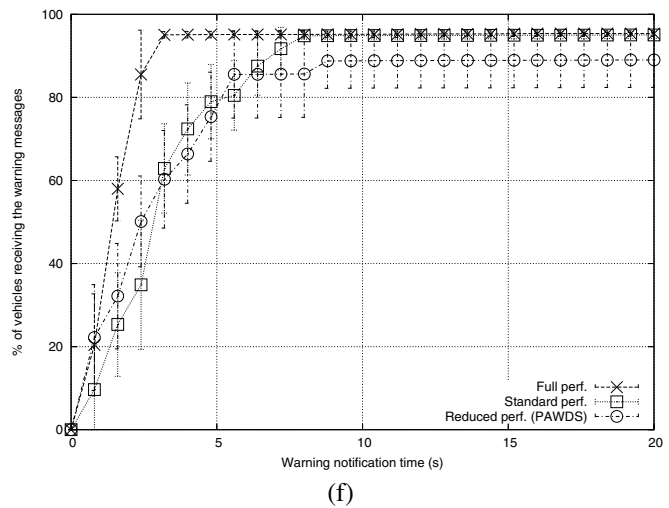 100
80
60
40
20
0
% of vehicles receiving the warning messages
0
5
10
15
20
Warning notification time (s)
Full perf.
Standard perf.
Reduced perf. (PAWDS)
(f)